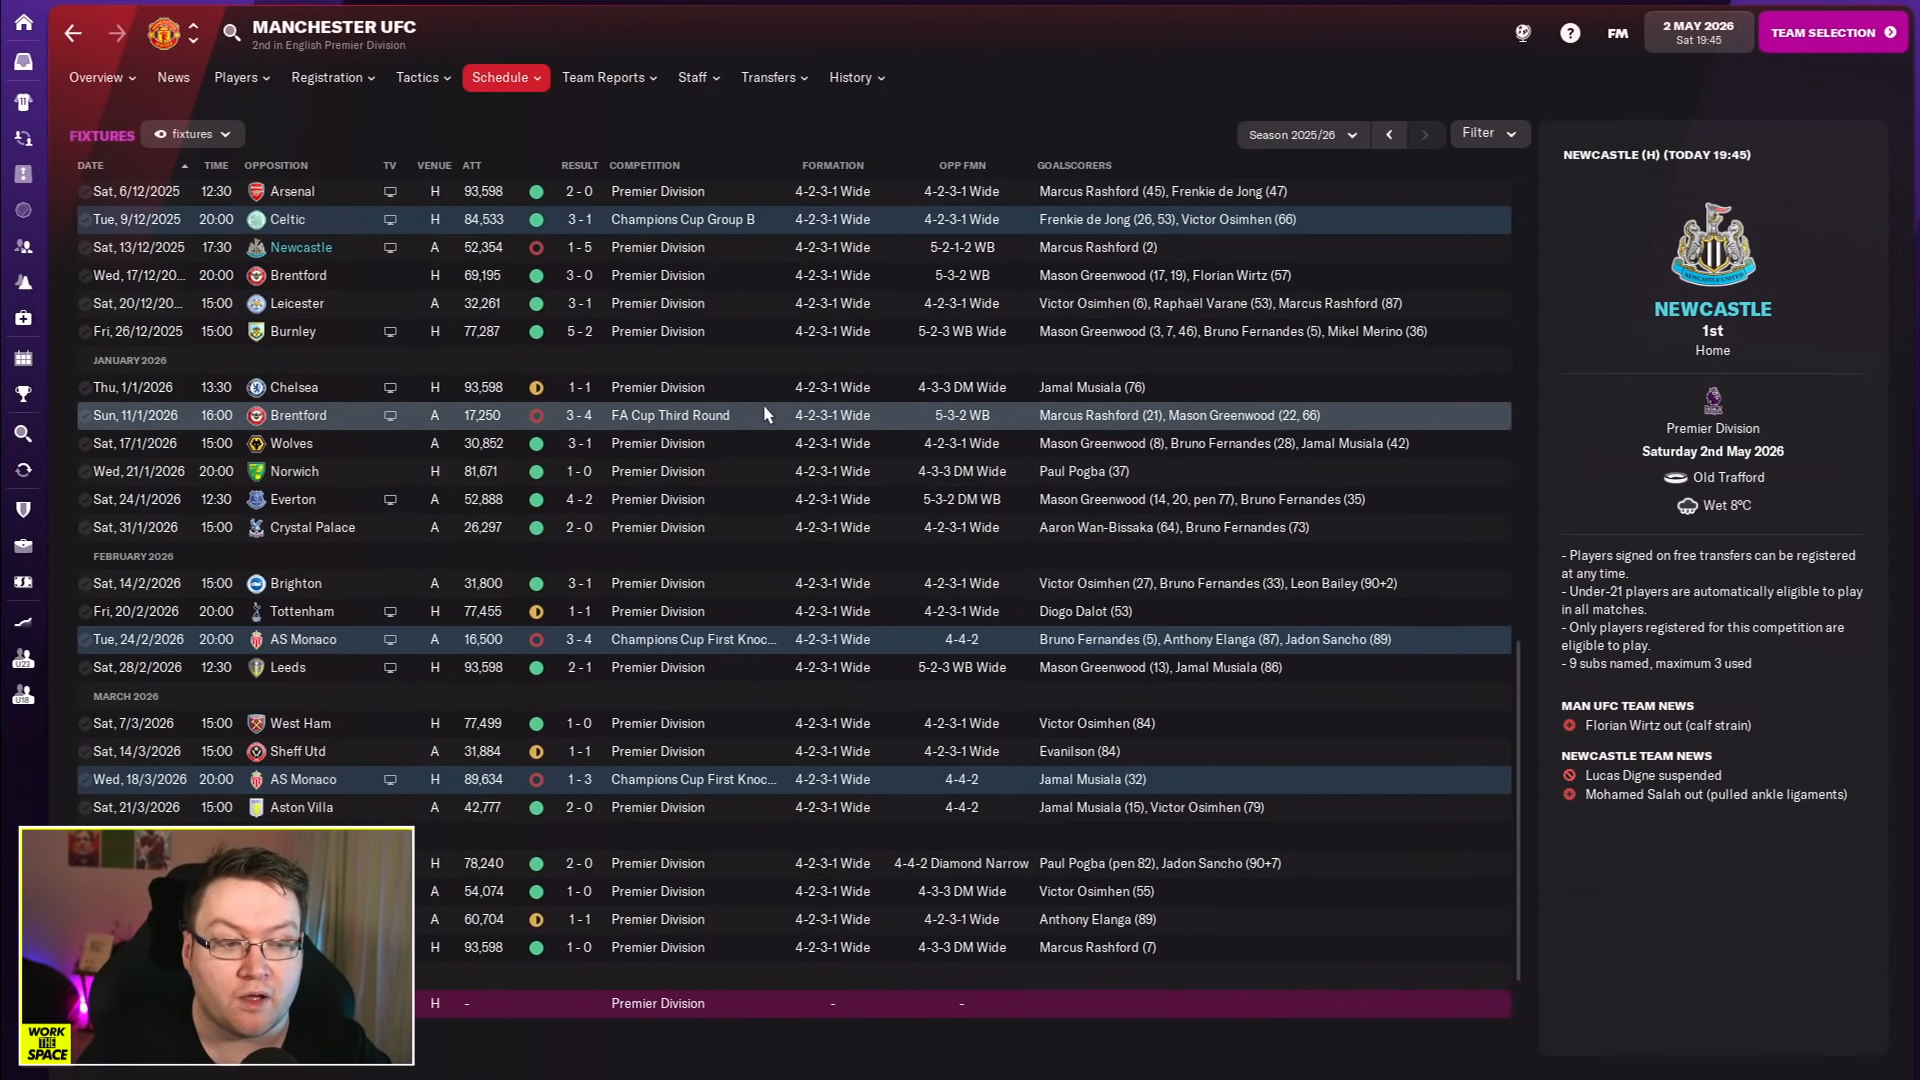 MANCHESTER UFC
2nd in English Premier Division
FM
2 MAY 2026
Sat 19:45
TEAM SELECTION
Overview News Players Registration Tactics Schedule Team Reports Staff Transfers History
FIXTURES fixtures Season 2025/26 Filter
DATE TIME OPPOSITION TV VENUE ATT RESULT COMPETITION FORMATION OPP FMN GOALSCORERS
Sat, 6/12/2025 12:30 Arsenal H 93,598 2 - 0 Premier Division 4-2-3-1 Wide 4-2-3-1 Wide Marcus Rashford (45), Frenkie de Jong (47)
Tue, 9/12/2025 20:00 Celtic H 84,533 3 - 1 Champions Cup Group B 4-2-3-1 Wide 4-2-3-1 Wide Frenkie de Jong (26, 53), Victor Osimhen (66)
Sat, 13/12/2025 17:30 Newcastle A 52,354 1 - 5 Premier Division 4-2-3-1 Wide 5-2-1-2 WB Marcus Rashford (2)
Wed, 17/12/20... 20:00 Brentford H 69,195 3 - 0 Premier Division 4-2-3-1 Wide 5-3-2 WB Mason Greenwood (17, 19), Florian Wirtz (57)
Sat, 20/12/20... 15:00 Leicester A 32,261 3 - 1 Premier Division 4-2-3-1 Wide 4-2-3-1 Wide Victor Osimhen (6), Raphaël Varane (53), Marcus Rashford (87)
Fri, 26/12/2025 15:00 Burnley H 77,287 5 - 2 Premier Division 4-2-3-1 Wide 5-2-3 WB Wide Mason Greenwood (3, 7, 46), Bruno Fernandes (5), Mikel Merino (36)
JANUARY 2026
Thu, 1/1/2026 13:30 Chelsea H 93,598 1 - 1 Premier Division 4-2-3-1 Wide 4-3-3 DM Wide Jamal Musiala (76)
Sun, 11/1/2026 16:00 Brentford A 17,250 3 - 4 FA Cup Third Round 4-2-3-1 Wide 5-3-2 WB Marcus Rashford (21), Mason Greenwood (22, 66)
Sat, 17/1/2026 15:00 Wolves A 30,852 3 - 1 Premier Division 4-2-3-1 Wide 4-2-3-1 Wide Mason Greenwood (8), Bruno Fernandes (28), Jamal Musiala (42)
Wed, 21/1/2026 20:00 Norwich H 81,671 1 - 0 Premier Division 4-2-3-1 Wide 4-3-3 DM Wide Paul Pogba (37)
Sat, 24/1/2026 12:30 Everton A 52,888 4 - 2 Premier Division 4-2-3-1 Wide 5-3-2 DM WB Mason Greenwood (14, 20, pen 77), Bruno Fernandes (35)
Sat, 31/1/2026 15:00 Crystal Palace A 26,297 2 - 0 Premier Division 4-2-3-1 Wide 4-2-3-1 Wide Aaron Wan-Bissaka (64), Bruno Fernandes (73)
FEBRUARY 2026
Sat, 14/2/2026 15:00 Brighton A 31,800 3 - 1 Premier Division 4-2-3-1 Wide 4-2-3-1 Wide Victor Osimhen (27), Bruno Fernandes (33), Leon Bailey (90+2)
Fri, 20/2/2026 20:00 Tottenham H 77,455 1 - 1 Premier Division 4-2-3-1 Wide 4-2-3-1 Wide Diogo Dalot (53)
Tue, 24/2/2026 20:00 AS Monaco A 16,500 3 - 4 Champions Cup First Knoc... 4-2-3-1 Wide 4-4-2 Bruno Fernandes (5), Anthony Elanga (87), Jadon Sancho (89)
Sat, 28/2/2026 12:30 Leeds H 93,598 2 - 1 Premier Division 4-2-3-1 Wide 5-2-3 WB Wide Mason Greenwood (13), Jamal Musiala (86)
MARCH 2026
Sat, 7/3/2026 15:00 West Ham H 77,499 1 - 0 Premier Division 4-2-3-1 Wide 4-2-3-1 Wide Victor Osimhen (84)
Sat, 14/3/2026 15:00 Sheff Utd A 31,884 1 - 1 Premier Division 4-2-3-1 Wide 4-2-3-1 Wide Evanilson (84)
Wed, 18/3/2026 20:00 AS Monaco H 89,634 1 - 3 Champions Cup First Knoc... 4-2-3-1 Wide 4-4-2 Jamal Musiala (32)
Sat, 21/3/2026 15:00 Aston Villa A 42,777 2 - 0 Premier Division 4-2-3-1 Wide 4-4-2 Jamal Musiala (15), Victor Osimhen (79)
H 78,240 2 - 0 Premier Division 4-2-3-1 Wide 4-4-2 Diamond Narrow Paul Pogba (pen 82), Jadon Sancho (90+7)
A 54,074 1 - 0 Premier Division 4-2-3-1 Wide 4-3-3 DM Wide Victor Osimhen (55)
A 60,704 1 - 1 Premier Division 4-2-3-1 Wide 4-2-3-1 Wide Anthony Elanga (89)
H 93,598 1 - 0 Premier Division 4-2-3-1 Wide 4-3-3 DM Wide Marcus Rashford (7)
H - Premier Division - -
NEWCASTLE (H) (TODAY 19:45)
NEWCASTLE
1st
Home
Premier Division
Saturday 2nd May 2026
Old Trafford
Wet 8ºC
- Players signed on free transfers can be registered
at any time.
- Under-21 players are automatically eligible to play
in all matches.
- Only players registered for this competition are
eligible to play.
- 9 subs named, maximum 3 used
MAN UFC TEAM NEWS
Florian Wirtz out (calf strain)
NEWCASTLE TEAM NEWS
Lucas Digne suspended
Mohamed Salah out (pulled ankle ligaments)
U23
U18
WORK
THE
SPACE